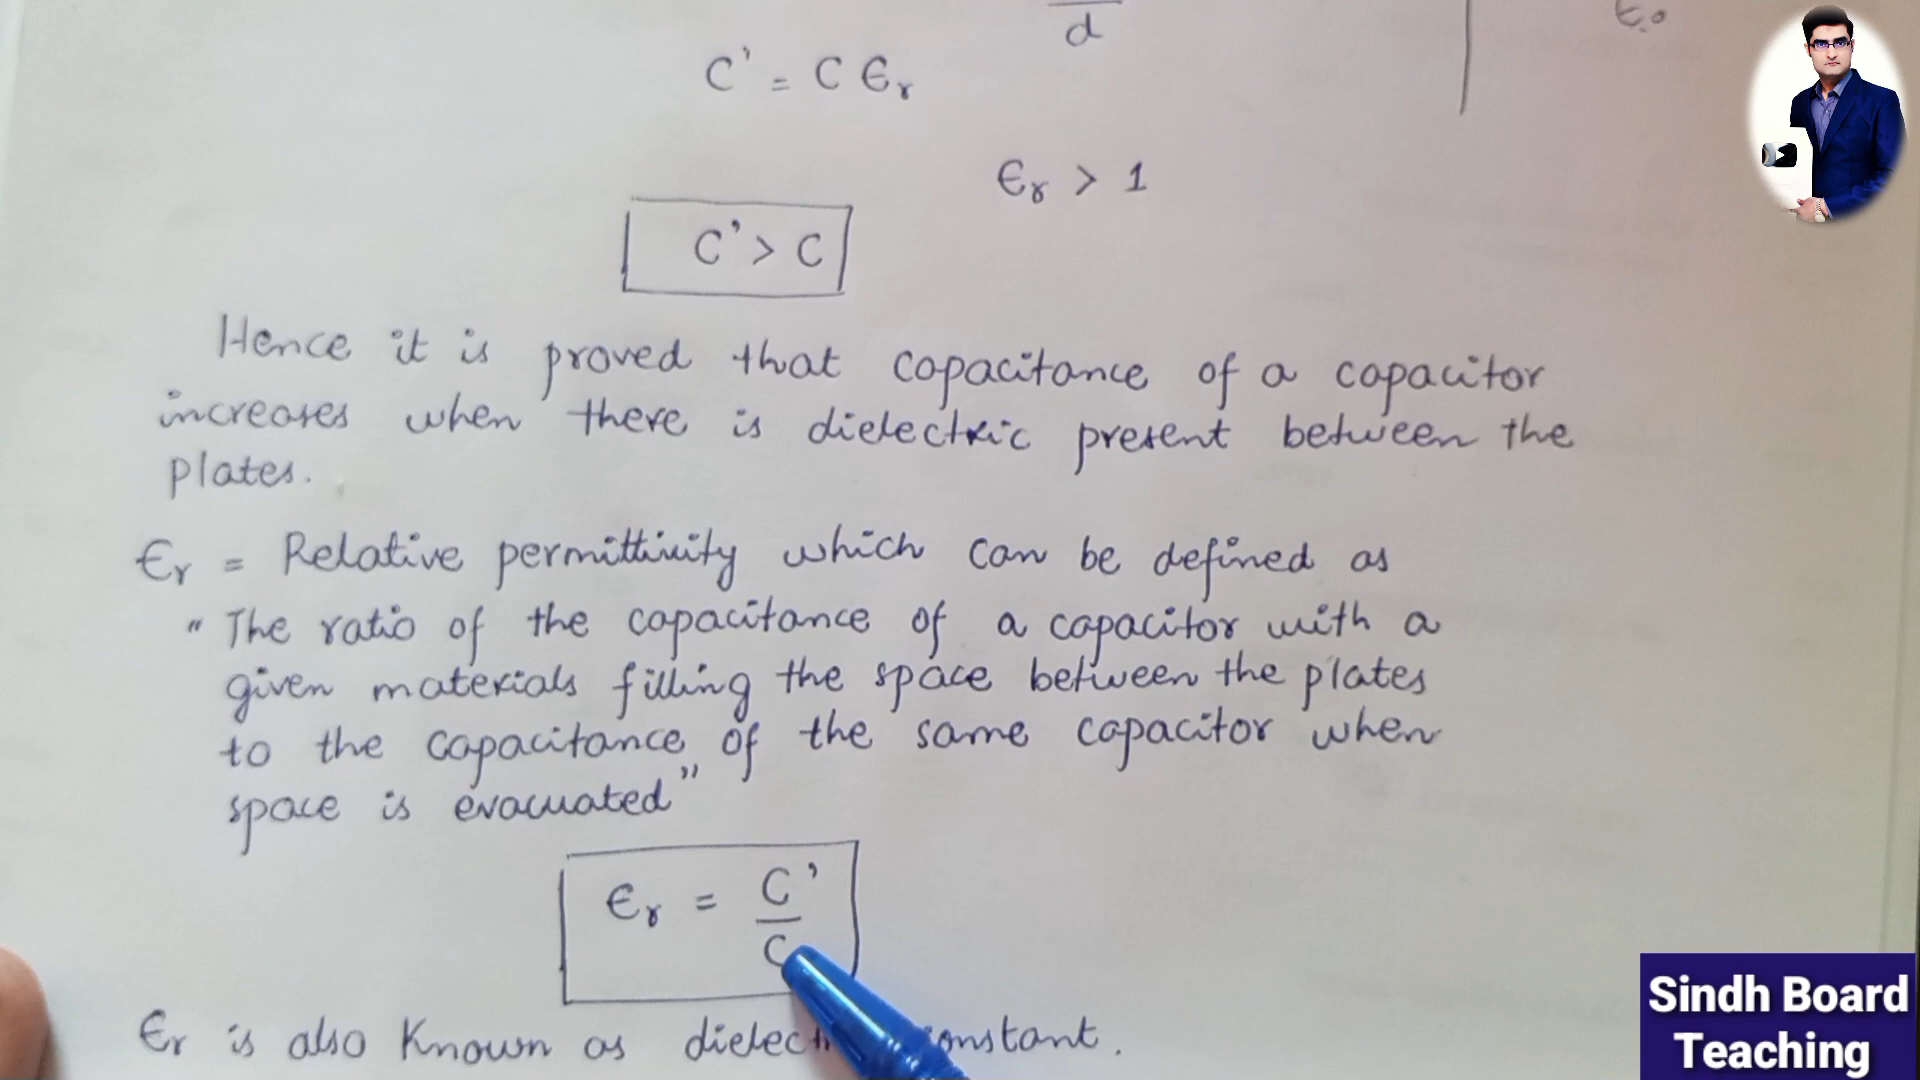 d
ε₀
C' = C ϵr
ϵr > 1
C' > C
Hence it is proved that capacitance of a capacitor
increases when there is dielectric present between the
plates.
ϵr = Relative permittivity which can be defined as
" The ratio of the capacitance of a capacitor with a
given materials filling the space between the plates
to the capacitance of the same capacitor when
space is evacuated"
ϵr = C'/C
ϵr is also known as constant.
Sindh Board
Teaching